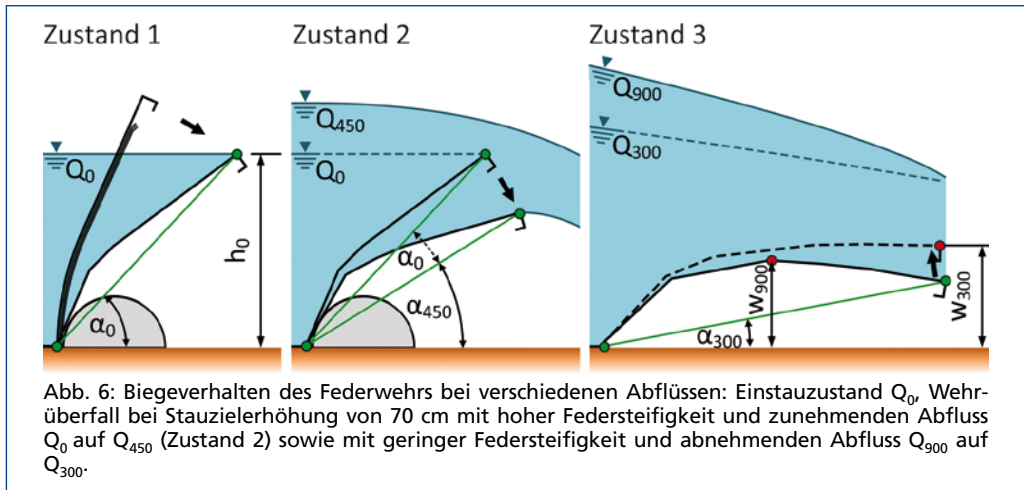 Zustand 1
Zustand 2
Zustand 3
Q₀
h₀
α₀
Q₄₅₀
Q₀
α₀
α₄₅₀
Q₉₀₀
Q₃₀₀
w₉₀₀
w₃₀₀
α₃₀₀
Abb. 6: Biegeverhalten des Federwehrs bei verschiedenen Abflüssen: Einstauzustand Q₀, Wehr-
überfall bei Stauzielerhöhung von 70 cm mit hoher Federsteifigkeit und zunehmenden Abfluss
Q₀ auf Q₄₅₀ (Zustand 2) sowie mit geringer Federsteifigkeit und abnehmenden Abfluss Q₉₀₀ auf
Q₃₀₀.